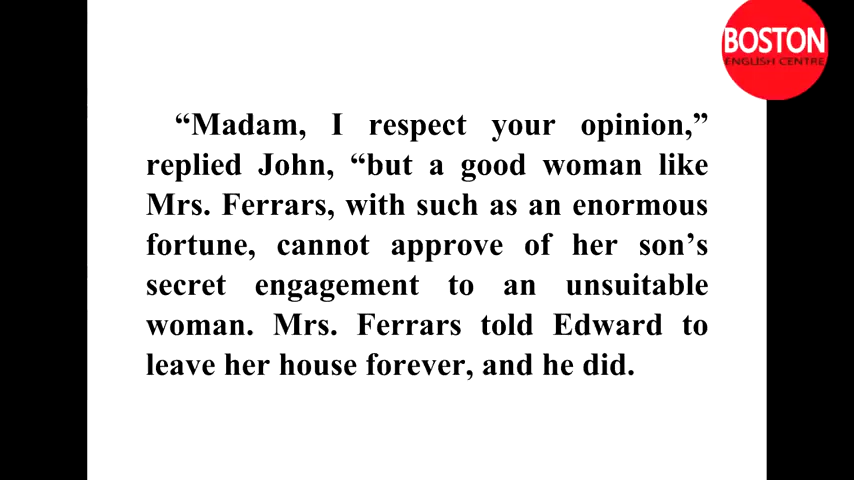 BOSTON
ENGLISH CENTRE
“Madam, I respect your opinion,”
replied John, “but a good woman like
Mrs. Ferrars, with such as an enormous
fortune, cannot approve of her son’s
secret engagement to an unsuitable
woman. Mrs. Ferrars told Edward to
leave her house forever, and he did.